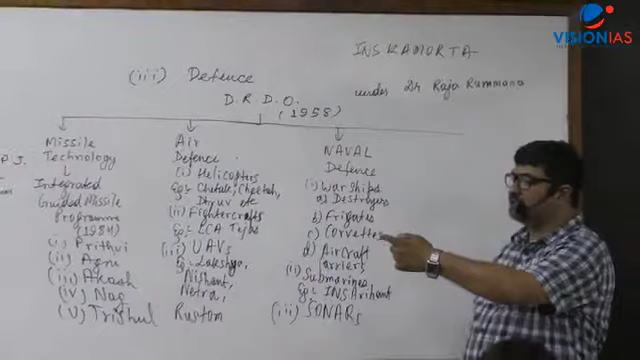 VISIONIAS
INS KAMORTA
(iii) Defence
under Dr Raja Rammana
D.R.D.O.
(1958)
P J.
Missile
Technology
Integrated
Guided Missile
Programme
(1984)
(i) Prithvi
(ii) Agni
(iii) Akash
(iv) Nag
(v) Trishul
Air
Defence
(i) Helicopters
Eg:- Chetak, Cheetah,
Dhruv etc
(ii) Fightercrafts
Eg:- LCA Tejas
(iii) UAVs
Eg:- Lakshya,
Nishant,
Netra,
Rustom
NAVAL
Defence
(i) Warships
a) Destroyers
b) Frigates
c) Corvettes
d) AirCraft
Carriers
(ii) Submarines
Eg:- INS Arihant
(iii) SONARs